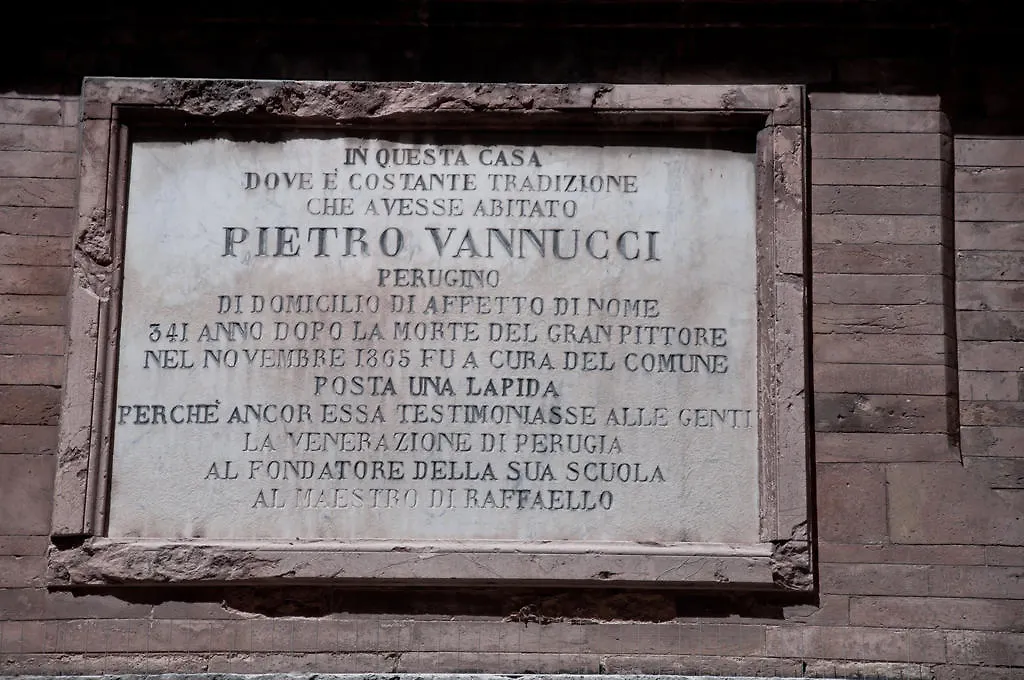 IN QUESTA CASA
DOVE E' COSTANTE TRADIZIONE
CHE AVESSE ABITATO
PIETRO VANNUCCI
PERUGINO
DI DOMICILIO DI AFFETTO DI NOME
341 ANNO DOPO LA MORTE DEL GRAN PITTORE
NEL NOVEMBRE 1865 FU A CURA DEL COMUNE
POSTA UNA LAPIDA
PERCHE' ANCOR ESSA TESTIMONIASSE ALLE GENTI
LA VENERAZIONE DI PERUGIA
AL FONDATORE DELLA SUA SCUOLA
AL MAESTRO DI RAFFAELLO